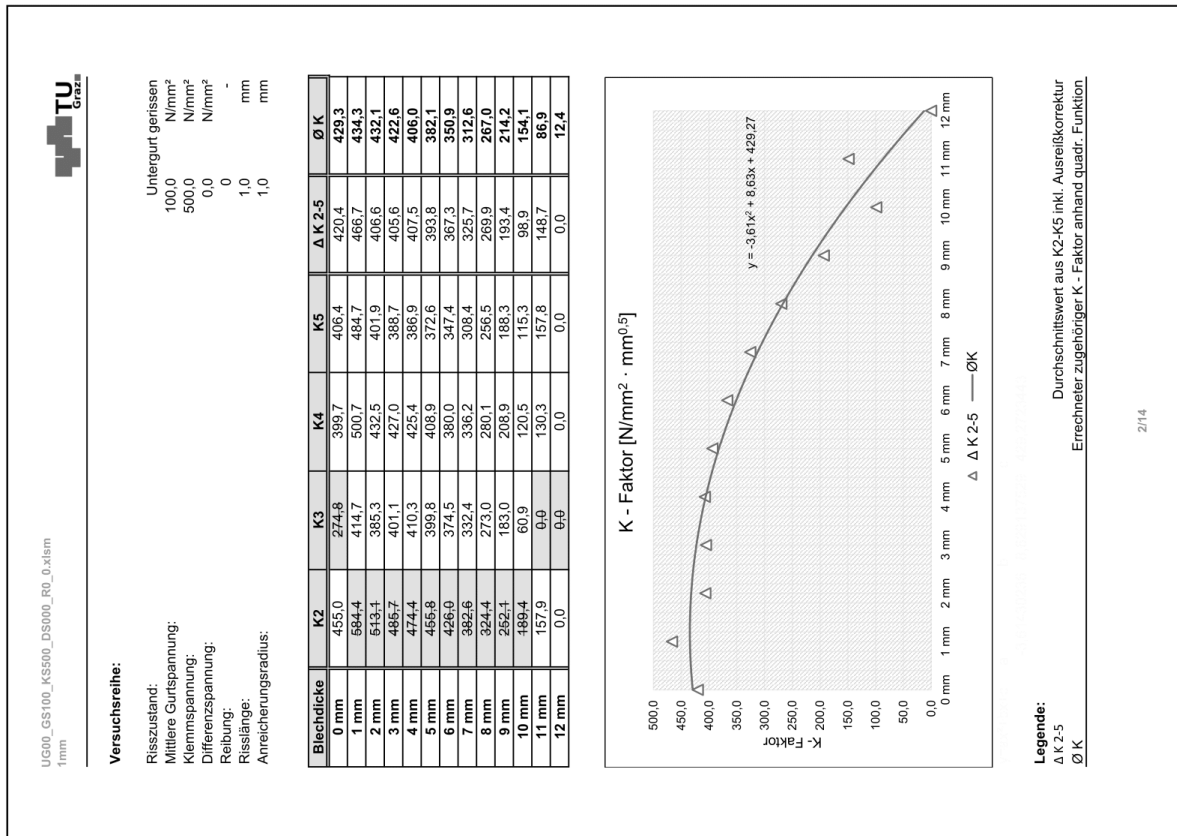 UG00_GS100_KS500_DS000_R0_0.xlsm
1mm
TU
Graz
Versuchsreihe:
Risszustand: Untergurt gerissen
Mittlere Gurtspannung: 100,0 N/mm²
Klemmspannung: 500,0 N/mm²
Differenzspannung: 0,0 N/mm²
Reibung: 0 -
Risslänge: 1,0 mm
Anreicherungsradius: 1,0 mm
Blechdicke K2 K3 K4 K5 Δ K 2-5 Ø K
0 mm 455,0 274,8 399,7 406,4 420,4 429,3
1 mm 584,4 414,7 500,7 484,7 466,7 434,3
2 mm 513,1 385,3 432,5 401,9 406,6 432,1
3 mm 485,7 401,1 427,0 388,7 405,6 422,6
4 mm 474,4 410,3 425,4 386,9 407,5 406,0
5 mm 455,8 399,8 408,9 372,6 393,8 382,1
6 mm 426,0 374,5 380,0 347,4 367,3 350,9
7 mm 382,6 332,4 336,2 308,4 325,7 312,6
8 mm 324,4 273,0 280,1 256,5 269,9 267,0
9 mm 252,1 183,0 208,9 188,3 193,4 214,2
10 mm 189,4 60,9 120,5 115,3 98,9 154,1
11 mm 157,9 0,0 130,3 157,8 148,7 86,9
12 mm 0,0 0,0 0,0 0,0 0,0 12,4
K - Faktor [N/mm² · mm⁰·⁵]
y = -3,61x² + 8,63x + 429,27
K- Faktor
500,0
450,0
400,0
350,0
300,0
250,0
200,0
150,0
100,0
50,0
0,0
0 mm 1 mm 2 mm 3 mm 4 mm 5 mm 6 mm 7 mm 8 mm 9 mm 10 mm 11 mm 12 mm
Δ K 2-5 ØK
Legende:
Δ K 2-5 Durchschnittswert aus K2-K5 inkl. Ausreißkorrektur
Ø K Errechneter zugehöriger K - Faktor anhand quadr. Funktion
2/14